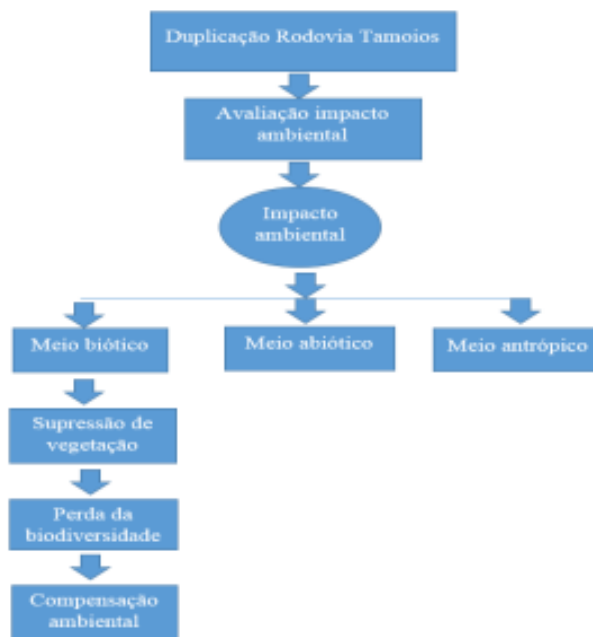 Duplicação Rodovia Tamoios
Avaliação impacto
ambiental
Impacto
ambiental
Meio biótico
Meio abiótico
Meio antrópico
Supressão de
vegetação
Perda da
biodiversidade
Compensação
ambiental